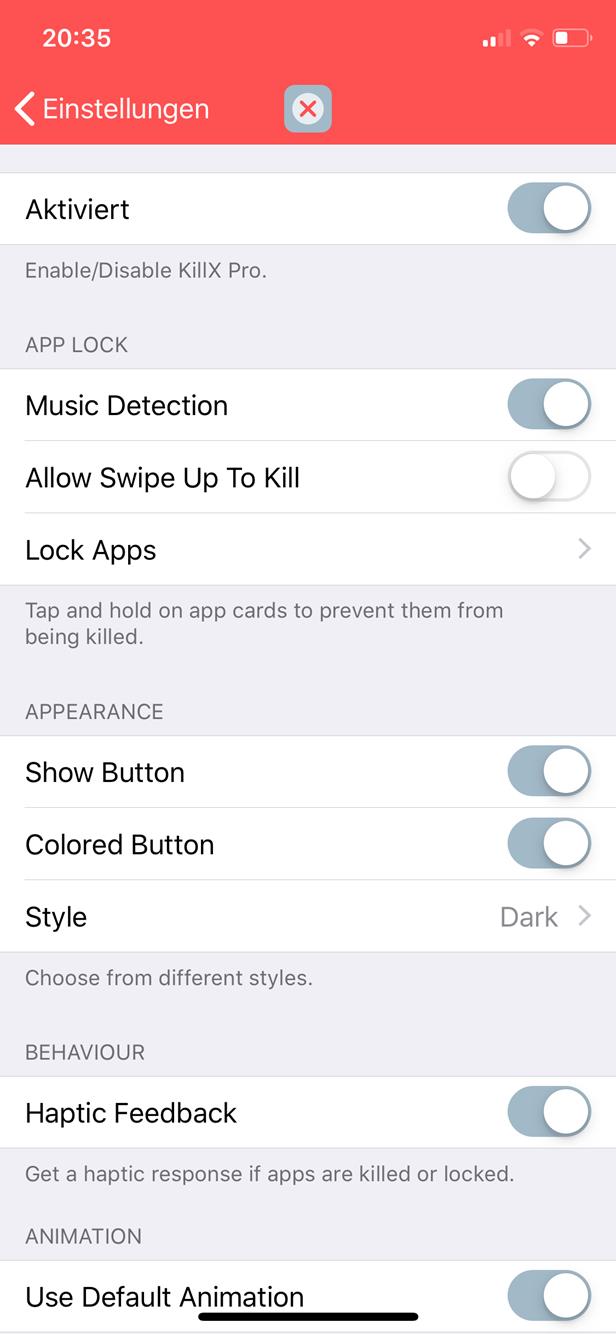 20:35
Einstellungen
Aktiviert
Enable/Disable KillX Pro.
APP LOCK
Music Detection
Allow Swipe Up To Kill
Lock Apps
Tap and hold on app cards to prevent them from
being killed.
APPEARANCE
Show Button
Colored Button
Style Dark
Choose from different styles.
BEHAVIOUR
Haptic Feedback
Get a haptic response if apps are killed or locked.
ANIMATION
Use Default Animation